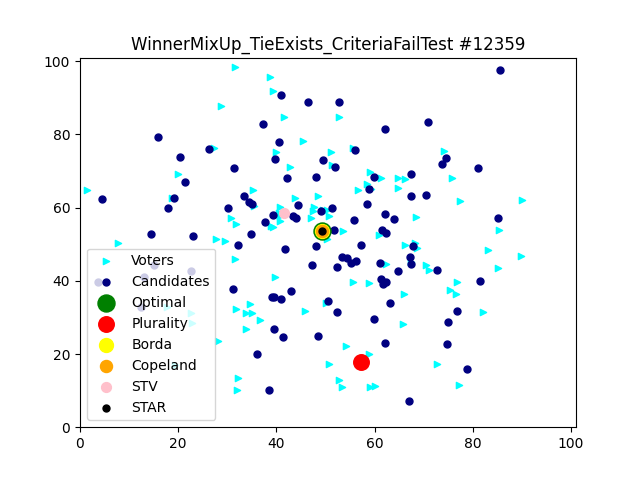 WinnerMixUp_TieExists_CriteriaFailTest #12359
100
80
60
40
20
0
0 20 40 60 80 100
Voters
Candidates
Optimal
Plurality
Borda
Copeland
STV
STAR